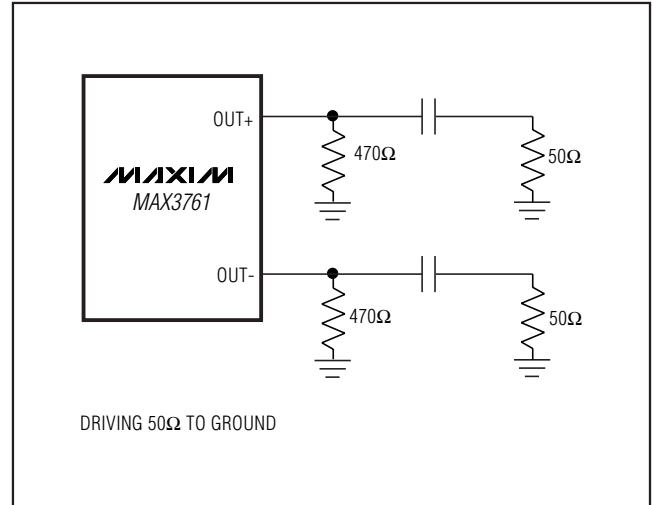 OUT+
470Ω
50Ω
MAXIM
MAX3761
OUT-
470Ω
50Ω
DRIVING 50Ω TO GROUND